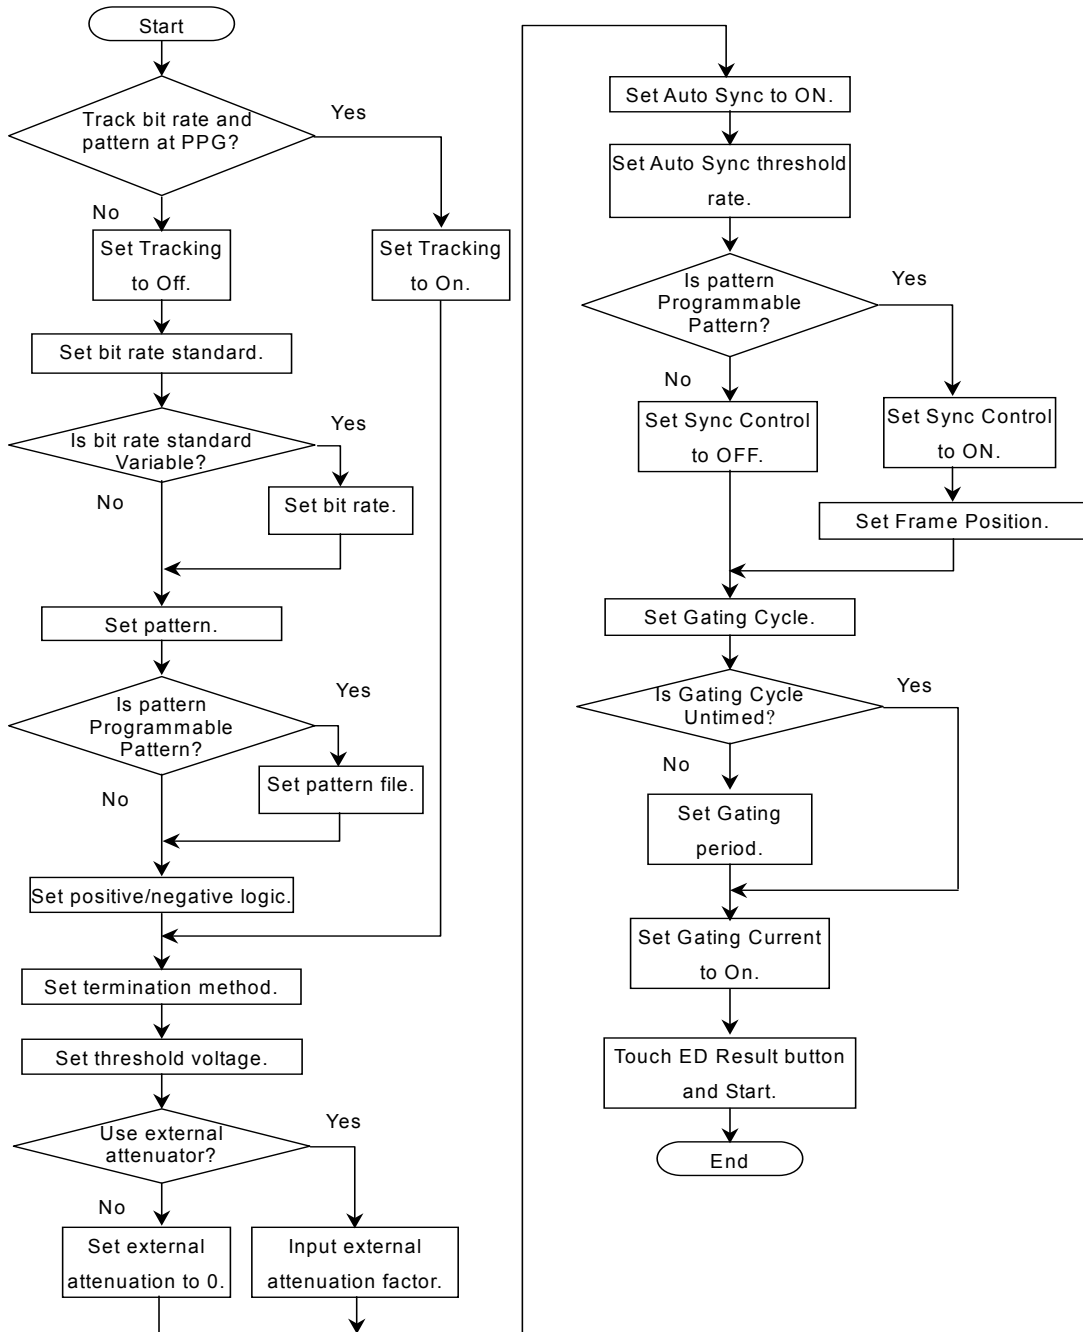 Start
Track bit rate and
pattern at PPG?
Yes
No
Set Tracking
to Off.
Set Tracking
to On.
Set bit rate standard.
Is bit rate standard
Variable?
Yes
No
Set bit rate.
Set pattern.
Is pattern
Programmable
Pattern?
Yes
No
Set pattern file.
Set positive/negative logic.
Set termination method.
Set threshold voltage.
Use external
attenuator?
Yes
No
Set external
attenuation to 0.
Input external
attenuation factor.
Set Auto Sync to ON.
Set Auto Sync threshold
rate.
Is pattern
Programmable
Pattern?
Yes
No
Set Sync Control
to OFF.
Set Sync Control
to ON.
Set Frame Position.
Set Gating Cycle.
Is Gating Cycle
Untimed?
Yes
No
Set Gating
period.
Set Gating Current
to On.
Touch ED Result button
and Start.
End